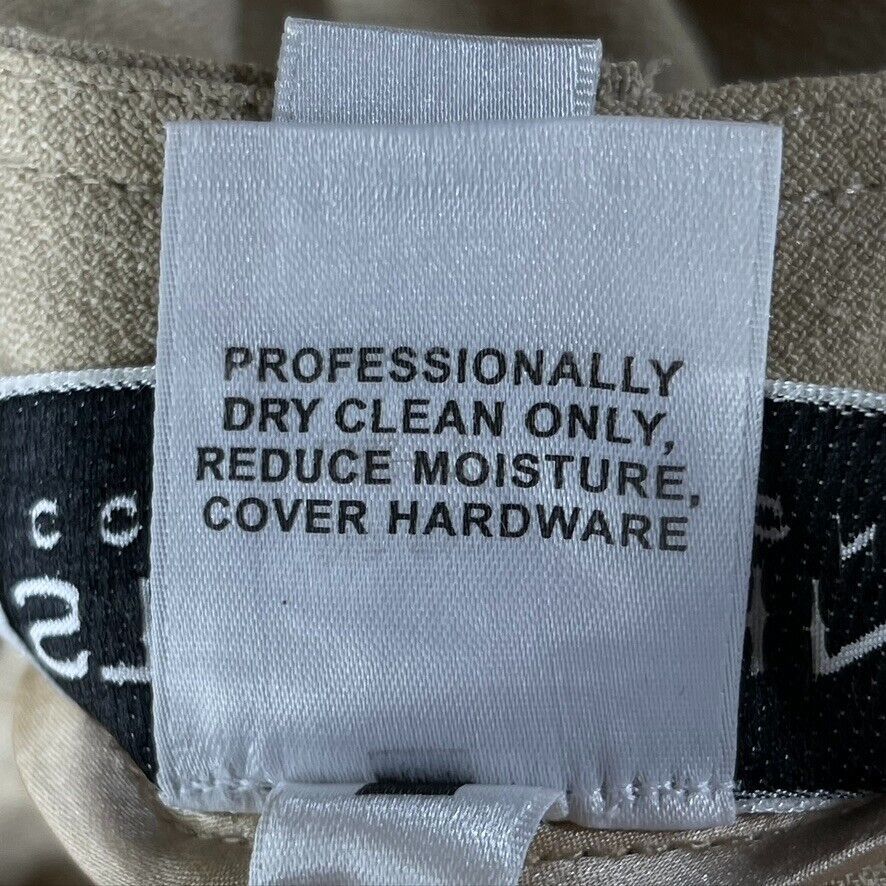 PROFESSIONALLY
DRY CLEAN ONLY,
REDUCE MOISTURE,
COVER HARDWARE